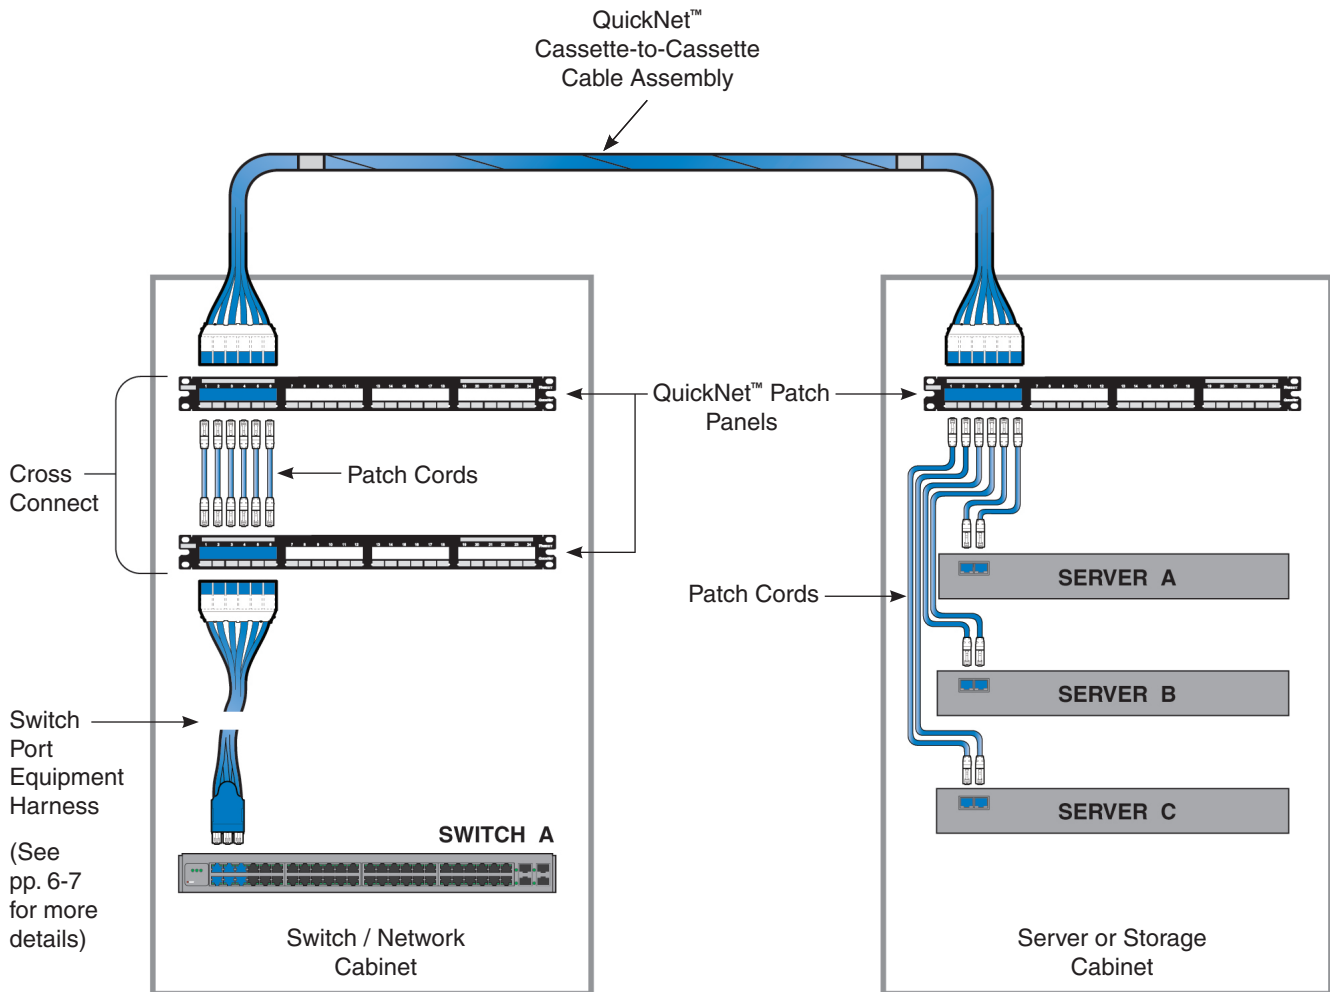 QuickNet™
Cassette-to-Cassette
Cable Assembly
QuickNet™ Patch
Panels
Cross
Connect
Patch Cords
Patch Cords
SERVER A
SERVER B
SERVER C
Switch
Port
Equipment
Harness
(See
pp. 6-7
for more
details)
SWITCH A
Switch / Network
Cabinet
Server or Storage
Cabinet